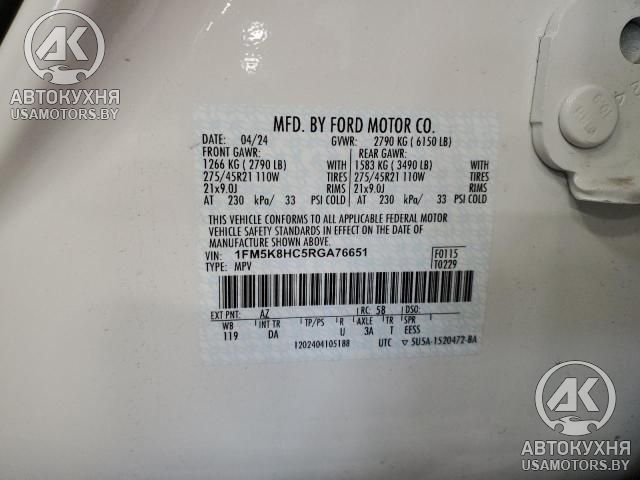 АВТОКУХНЯ
USAMOTORS.BY
MFD. BY FORD MOTOR CO.
DATE: 04/24 GVWR: 2790 KG ( 6150 LB)
FRONT GAWR: REAR GAWR:
1266 KG ( 2790 LB) WITH 1583 KG ( 3490 LB) WITH
275/45R21 110W TIRES 275/45R21 110W TIRES
21x9.0J RIMS 21x9.0J RIMS
AT 230 kPa/ 33 PSI COLD AT 230 kPa/ 33 PSI COLD
THIS VEHICLE CONFORMS TO ALL APPLICABLE FEDERAL MOTOR
VEHICLE SAFETY STANDARDS IN EFFECT ON THE DATE OF
MANUFACTURE SHOWN ABOVE.
VIN: 1FM5K8HC5RGA76651 F0115
TYPE: MPV T0229
EXT PNT: AZ RC: 58 DSO:
WB INT TR TP/PS R AXLE TR SPR
119 DA U 3A T EESS
1202404105188 UTC ▽ 5U5A-1520472-BA
АК
АВТОКУХНЯ
USAMOTORS.BY